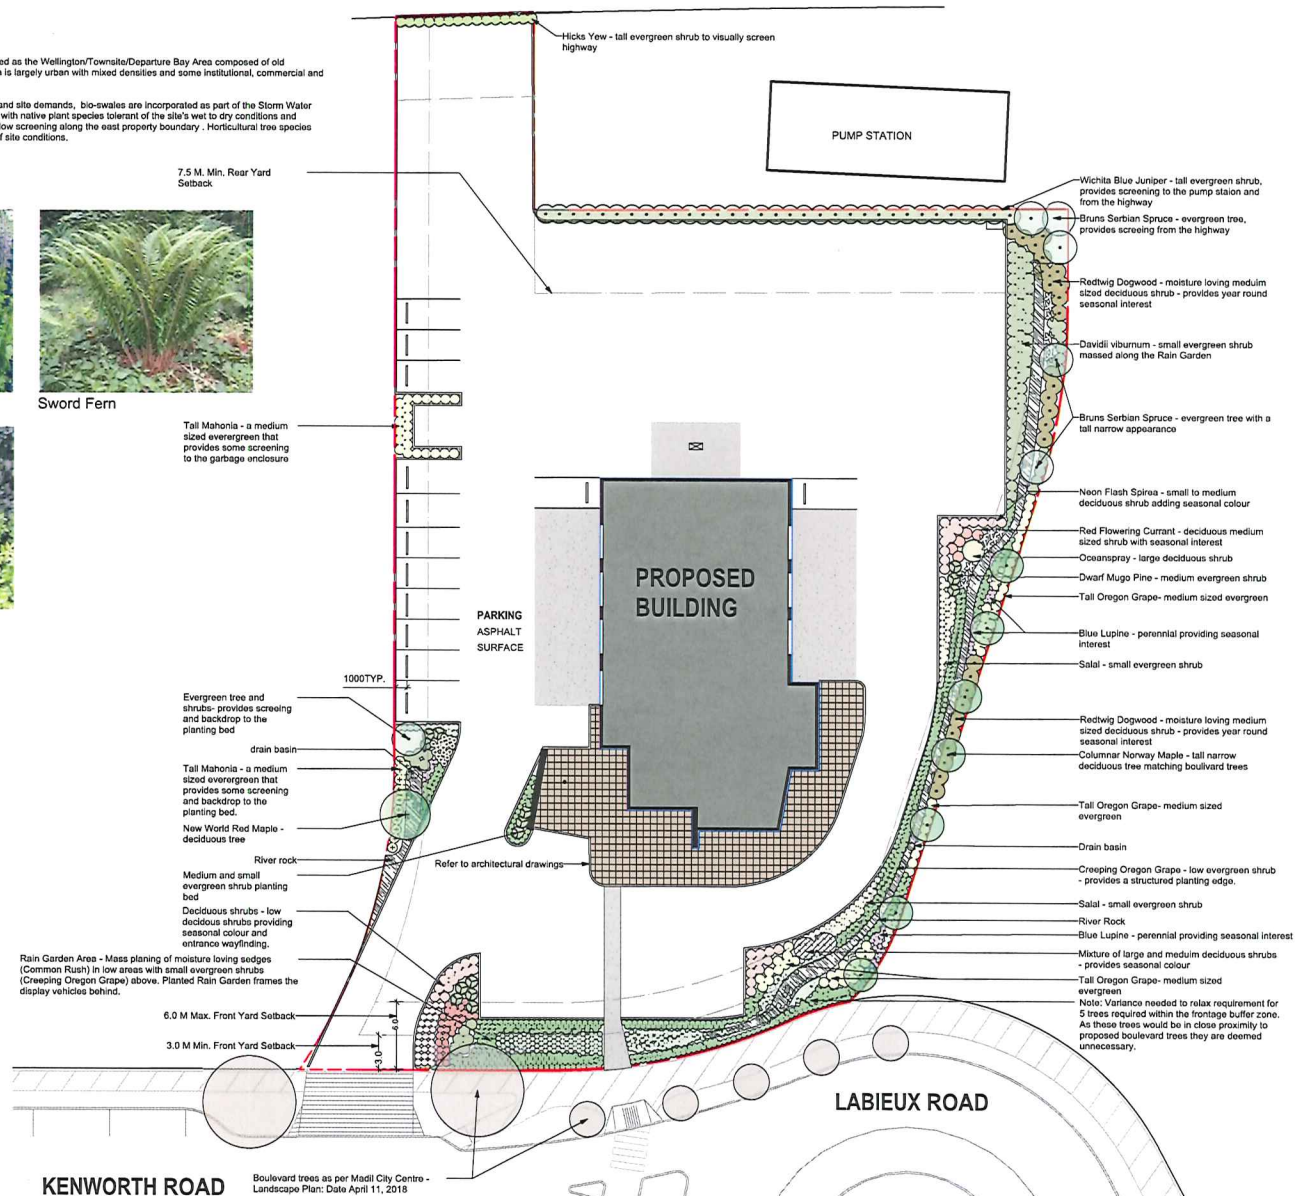 ed as the Wellington/Townsite/Departure Bay Area composed of old
is largely urban with mixed densities and some institutional, commercial and
and site demands, bio-swales are incorporated as part of the Storm Water
with native plant species tolerant of the site's wet to dry conditions and
low screening along the east property boundary . Horticultural tree species
f site conditions.
Hicks Yew - tall evergreen shrub to visually screen
highway
PUMP STATION
7.5 M. Min. Rear Yard
Setback
Sword Fern
Tall Mahonia - a medium
sized everergreen that
provides some screening
to the garbage enclosure
PROPOSED
BUILDING
PARKING
ASPHALT
SURFACE
1000TYP.
Evergreen tree and
shrubs- provides screeing
and backdrop to the
planting bed
drain basin
Tall Mahonia - a medium
sized everergreen that
provides some screening
and backdrop to the
planting bed.
New World Red Maple -
deciduous tree
River rock
Medium and small
evergreen shrub planting
bed
Deciduous shrubs - low
decidous shrubs providing
seasonal colour and
entrance wayfinding.
Rain Garden Area - Mass planing of moisture loving sedges
(Common Rush) in low areas with small evergreen shrubs
(Creeping Oregon Grape) above. Planted Rain Garden frames the
display vehicles behind.
6.0 M Max. Front Yard Setback
6.0
3.0 M Min. Front Yard Setback
3.0
Refer to architectural drawings
Wichita Blue Juniper - tall evergreen shrub,
provides screening to the pump staion and
from the highway
Bruns Serbian Spruce - evergreen tree,
provides screeing from the highway
Redtwig Dogwood - moisture loving meduim
sized deciduous shrub - provides year round
seasonal interest
Davidii viburnum - small evergreen shrub
massed along the Rain Garden
Bruns Serbian Spruce - evergreen tree with a
tall narrow appearance
Neon Flash Spirea - small to medium
deciduous shrub adding seasonal colour
Red Flowering Currant - deciduous medium
sized shrub with seasonal interest
Oceanspray - large deciduous shrub
Dwarf Mugo Pine - medium evergreen shrub
Tall Oregon Grape- medium sized evergreen
Blue Lupine - perennial providing seasonal
interest
Salal - small evergreen shrub
Redtwig Dogwood - moisture loving medium
sized deciduous shrub - provides year round
seasonal interest
Columnar Norway Maple - tall narrow
deciduous tree matching boulivard trees
Tall Oregon Grape- medium sized
evergreen
Drain basin
Creeping Oregon Grape - low evergreen shrub
- provides a structured planting edge.
Salal - small evergreen shrub
River Rock
Blue Lupine - perennial providing seasonal interest
Mixture of large and meduim deciduous shrubs
- provides seasonal colour
Tall Oregon Grape- medium sized
evergreen
Note: Variance needed to relax requirement for
5 trees required within the frontage buffer zone.
As these trees would be in close proximity to
proposed boulevard trees they are deemed
unnecessary.
LABIEUX ROAD
KENWORTH ROAD
Boulevard trees as per Madil City Centre -
Landscape Plan: Date April 11, 2018